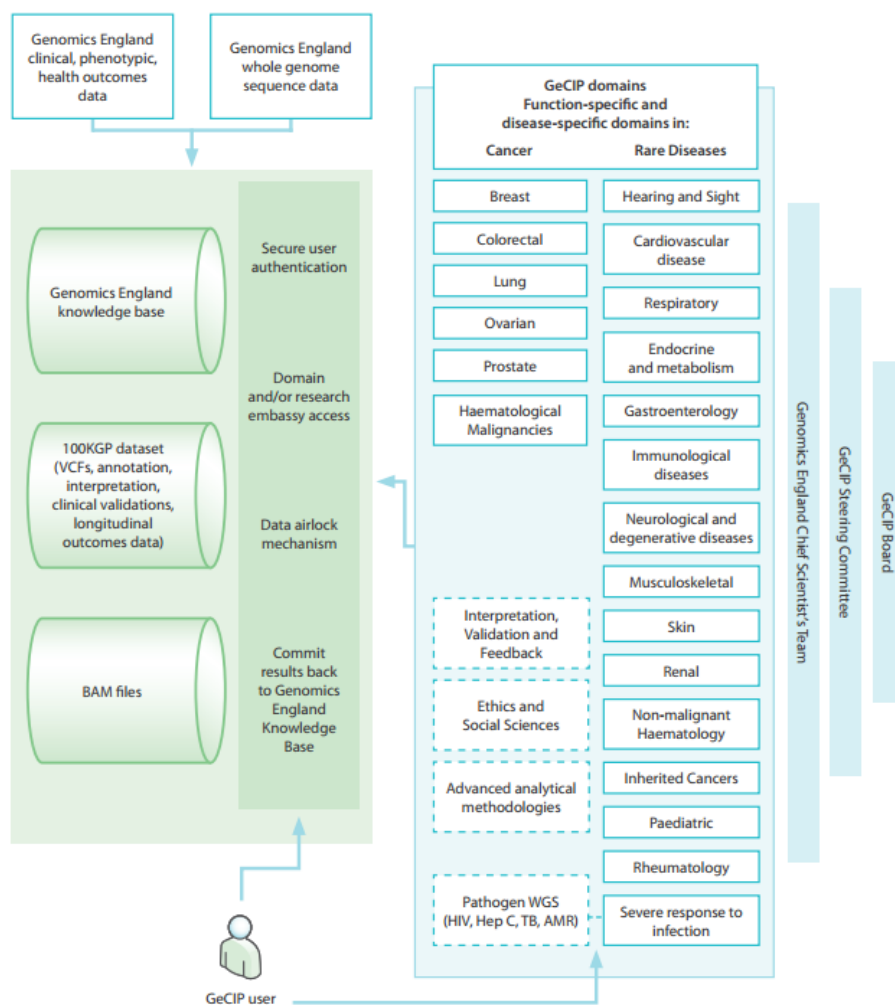 Genomics England
clinical, phenotypic,
health outcomes
data
Genomics England
whole genome
sequence data
Genomics England
knowledge base
100KGP dataset
(VCFs, annotation,
interpretation,
clinical validations,
longitudinal
outcomes data)
BAM files
Secure user
authentication
Domain
and/or research
embassy access
Data airlock
mechanism
Commit
results back
to Genomics
England
Knowledge
Base
GeCIP user
GeCIP domains
Function-specific and
disease-specific domains in:
Cancer
Rare Diseases
Breast
Colorectal
Lung
Ovarian
Prostate
Haematological
Malignancies
Interpretation,
Validation and
Feedback
Ethics and
Social Sciences
Advanced analytical
methodologies
Pathogen WGS
(HIV, Hep C, TB, AMR)
Hearing and Sight
Cardiovascular
disease
Respiratory
Endocrine
and metabolism
Gastroenterology
Immunological
diseases
Neurological and
degenerative diseases
Musculoskeletal
Skin
Renal
Non-malignant
Haematology
Inherited Cancers
Paediatric
Rheumatology
Severe response to
infection
Genomics England Chief Scientist's Team
GeCIP Steering Committee
GeCIP Board